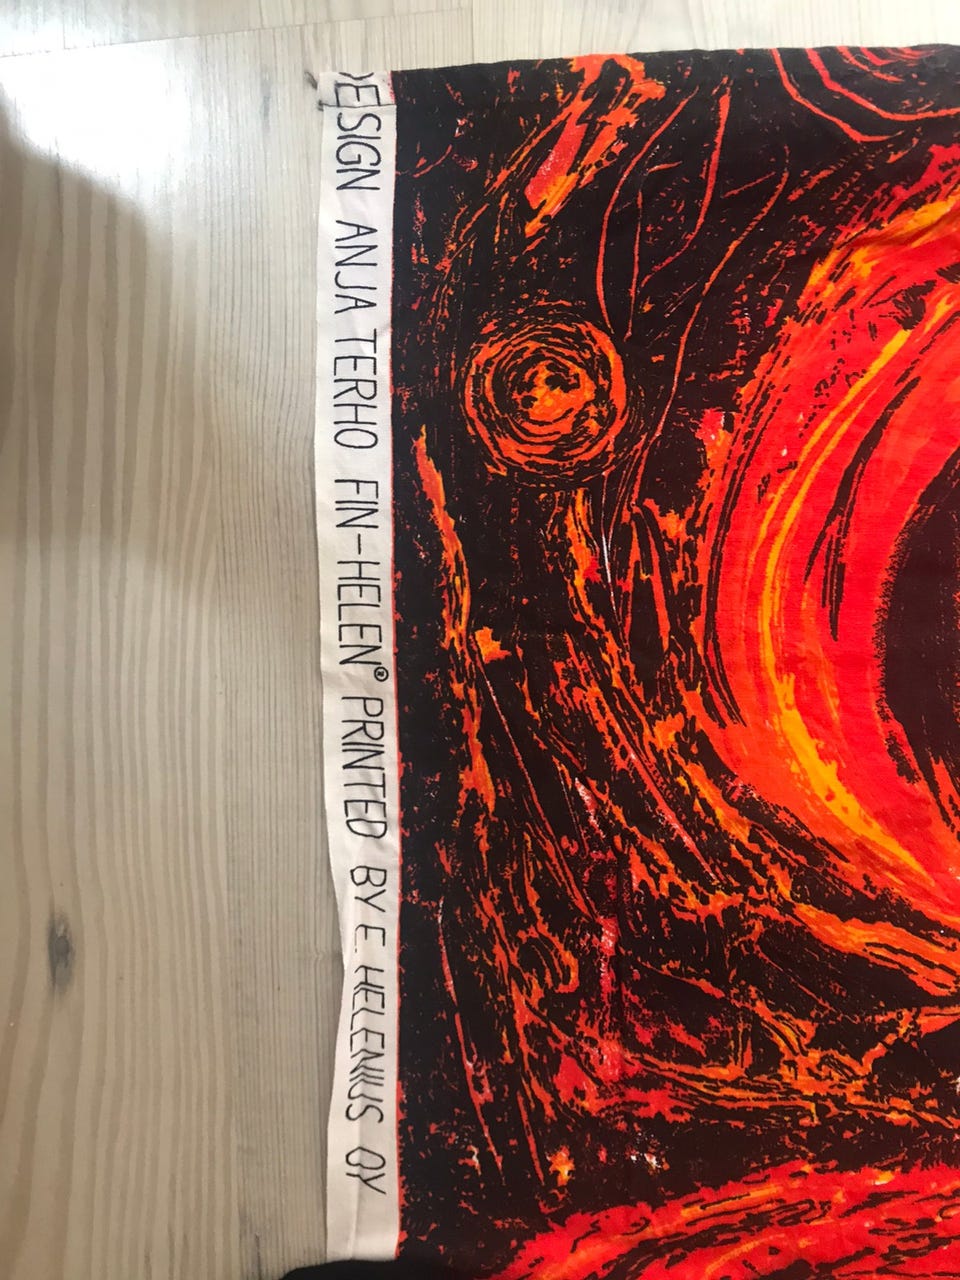 DESIGN ANJA TERHO FIN-HELEN® PRINTED BY E. HELENIUS OY